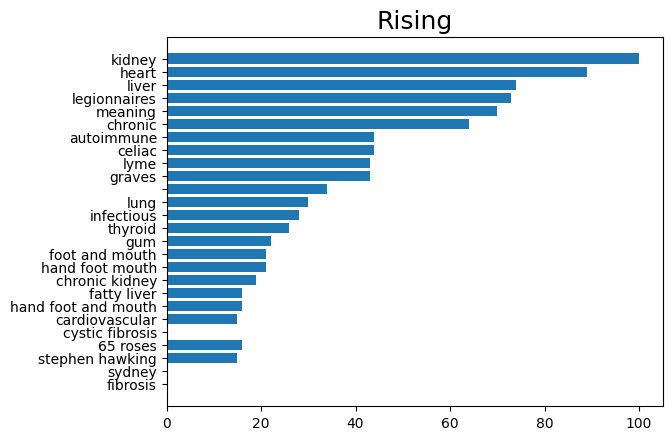 Rising
kidney
heart
liver
legionnaires
meaning
chronic
autoimmune
celiac
lyme
graves
lung
infectious
thyroid
gum
foot and mouth
hand foot mouth
chronic kidney
fatty liver
hand foot and mouth
cardiovascular
cystic fibrosis
65 roses
stephen hawking
sydney
fibrosis
0 20 40 60 80 100